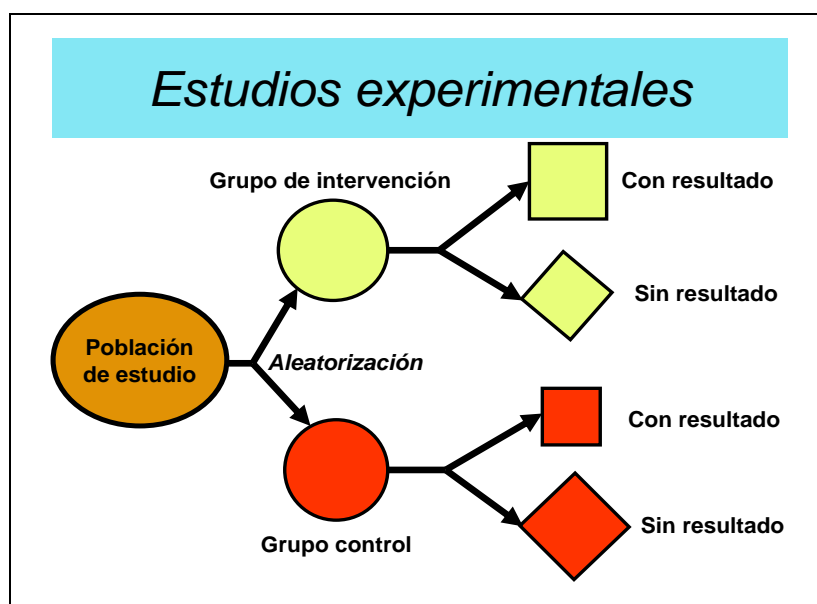 Estudios experimentales
Grupo de intervención
Con resultado
Sin resultado
Población
de estudio
Aleatorización
Con resultado
Sin resultado
Grupo control